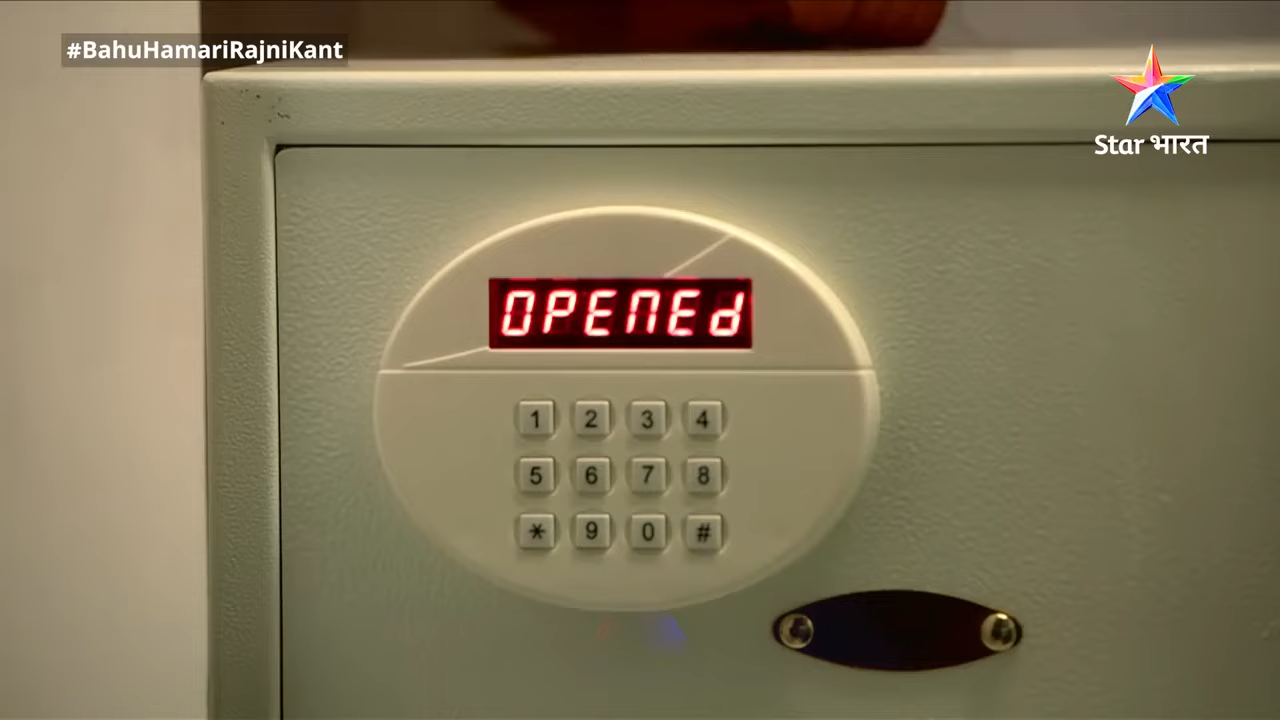 #BahuHamariRajniKant
Star भारत
OPENEd
1 2 3 4
5 6 7 8
* 9 0 #